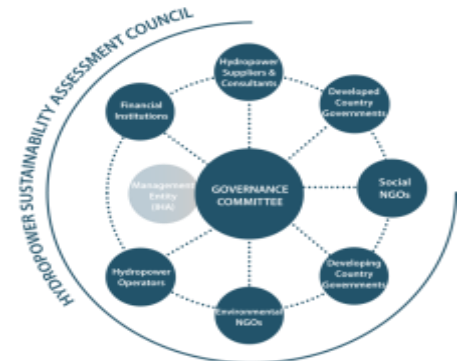 HYDROPOWER SUSTAINABILITY ASSESSMENT COUNCIL
Hydropower
Suppliers &
Consultants
Developed
Country
Governments
Social
NGOs
Developing
Country
Governments
Environmental
NGOs
Hydropower
Operators
Management
Entity
(IHA)
Financial
Institutions
GOVERNANCE
COMMITTEE